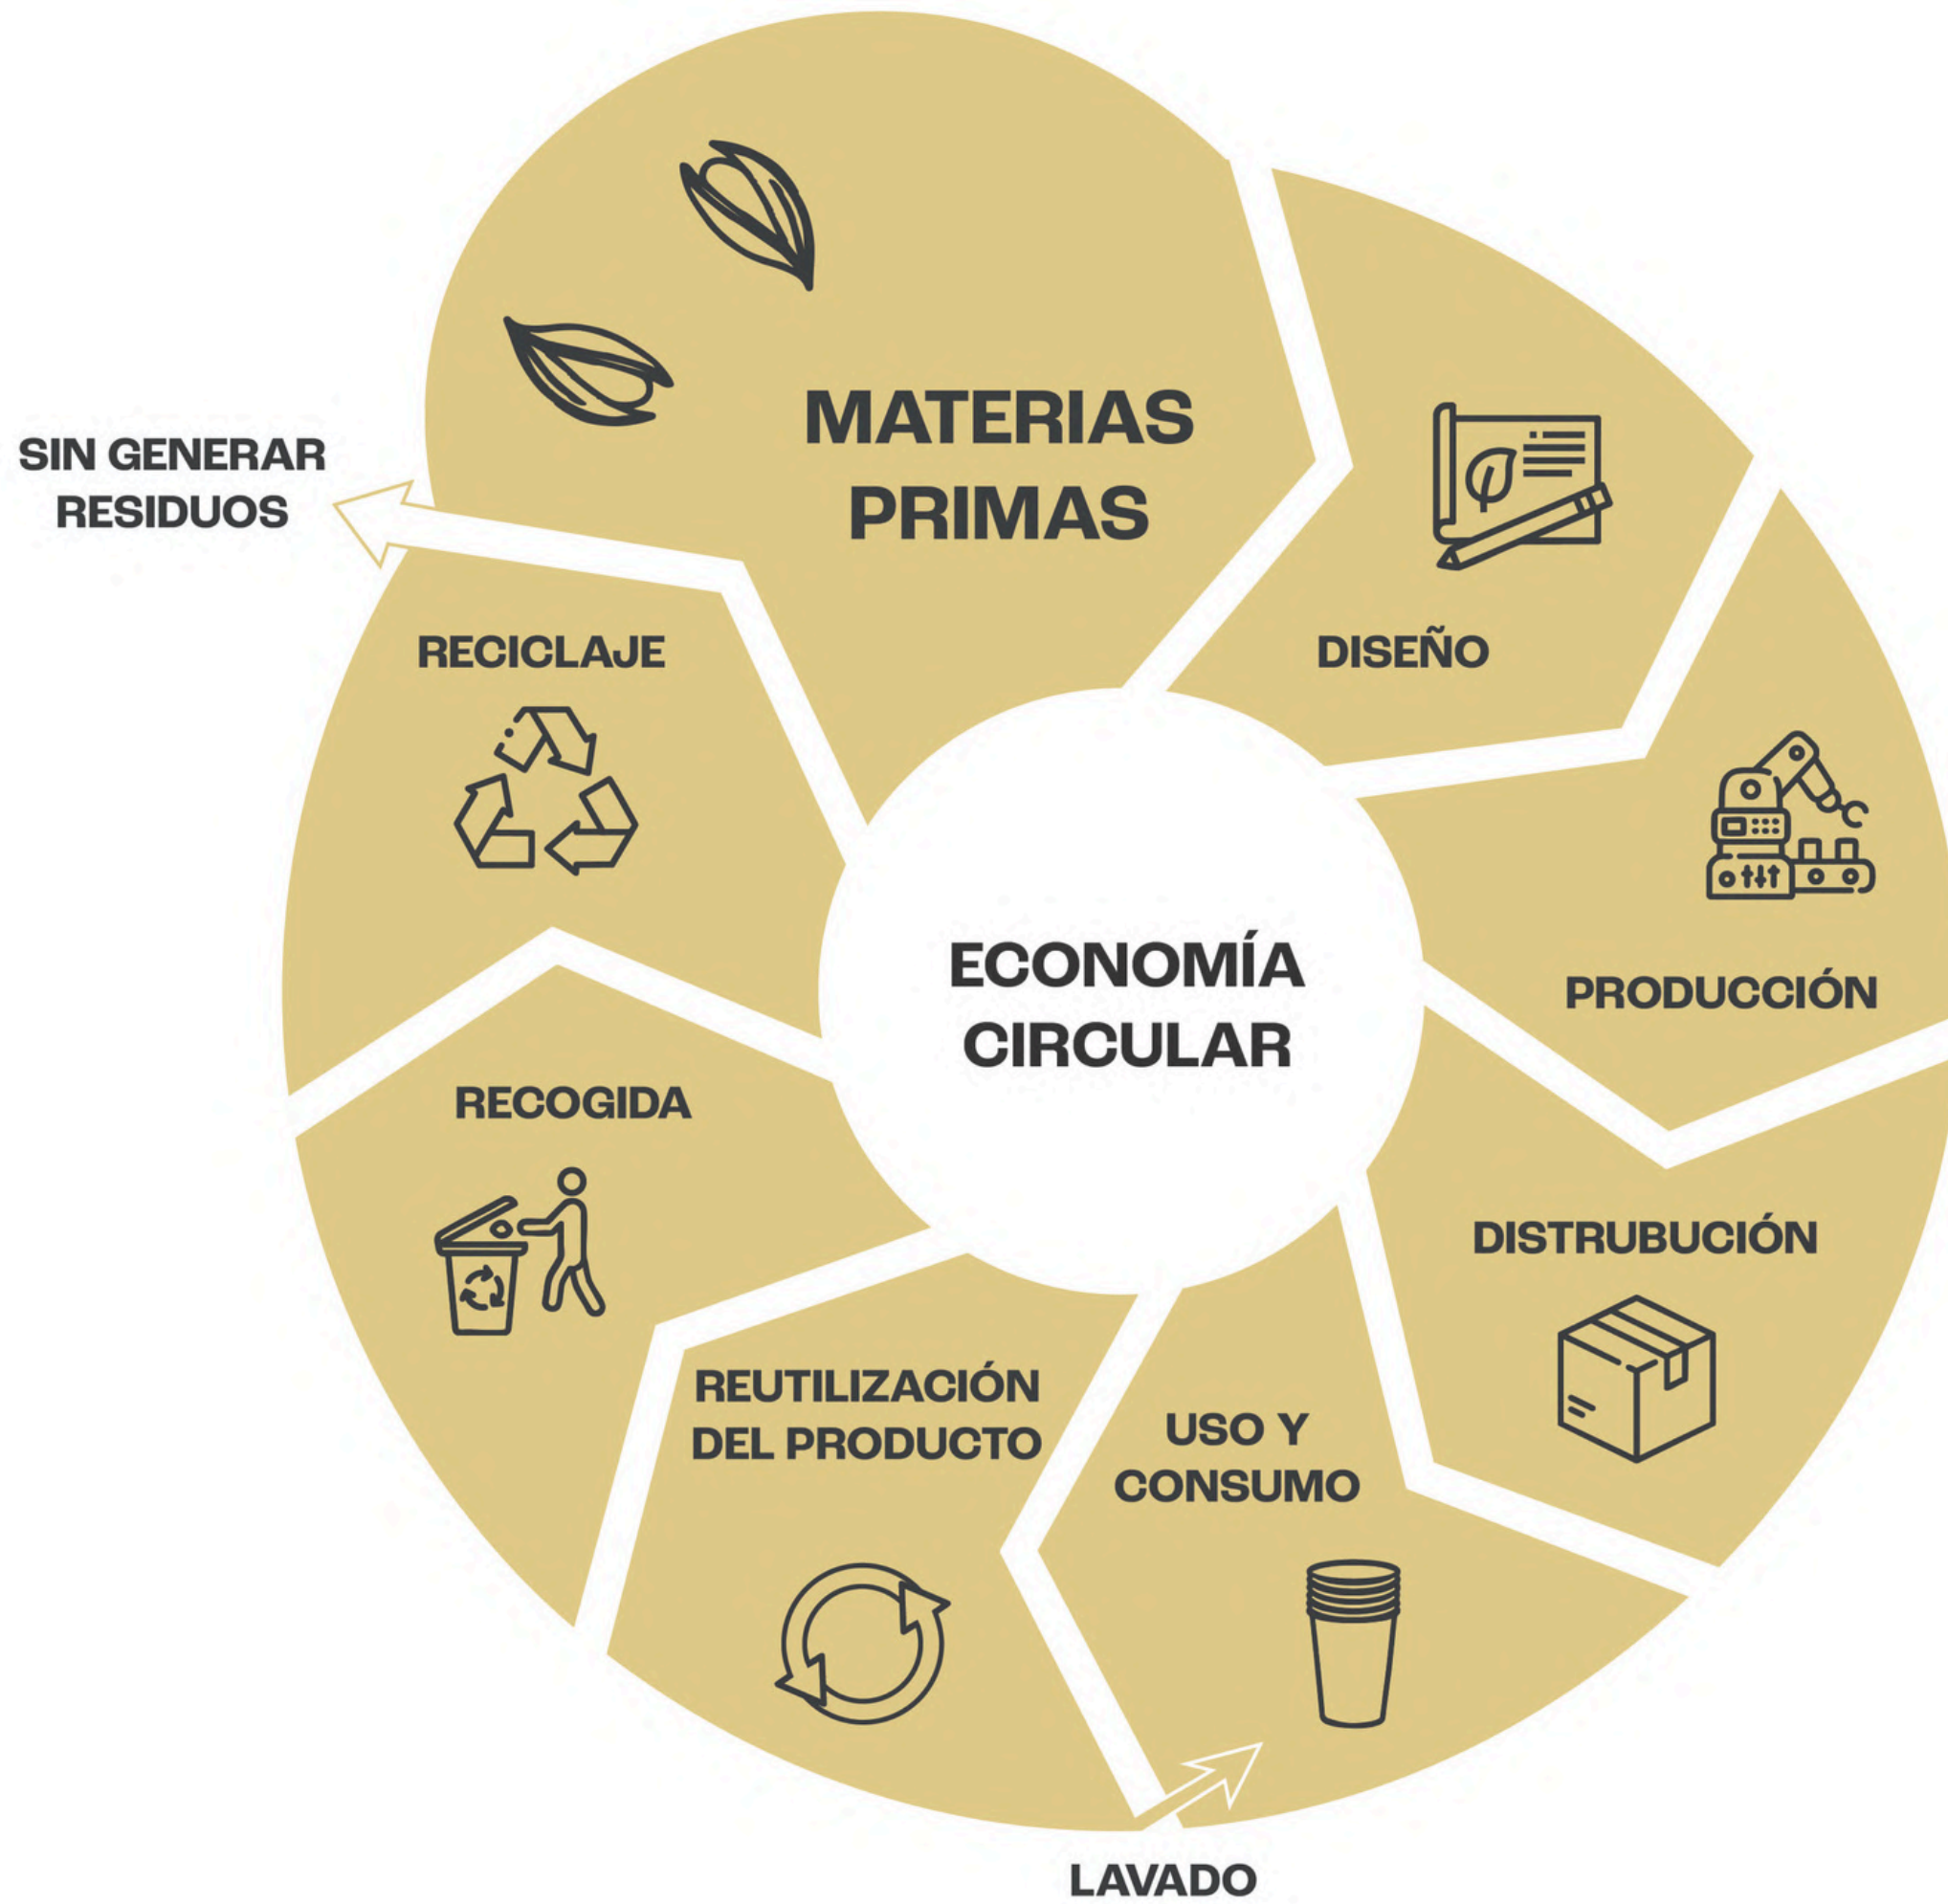 MATERIAS
PRIMAS
DISEÑO
PRODUCCIÓN
DISTRUBUCIÓN
USO Y
CONSUMO
LAVADO
REUTILIZACIÓN
DEL PRODUCTO
RECOGIDA
RECICLAJE
SIN GENERAR
RESIDUOS
ECONOMÍA
CIRCULAR